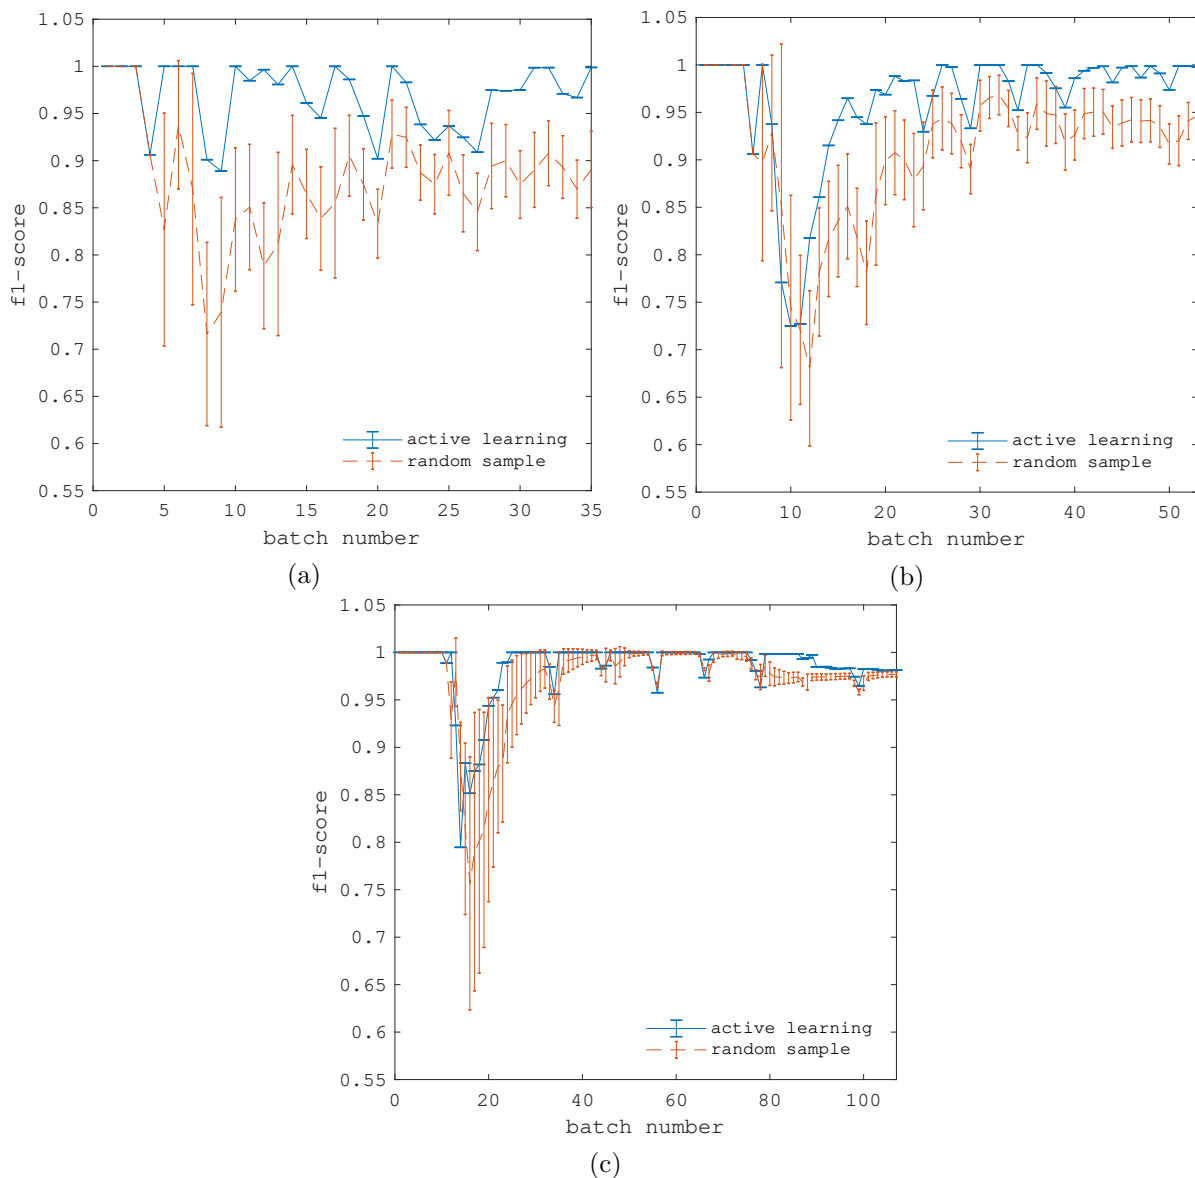 1.05
1
0.95
0.9
0.85
0.8
0.75
0.7
0.65
0.6
0.55
f1-score
0 5 10 15 20 25 30 35
batch number
active learning
random sample
(a)
1.05
1
0.95
0.9
0.85
0.8
0.75
0.7
0.65
0.6
0.55
f1-score
0 10 20 30 40 50
batch number
active learning
random sample
(b)
1.05
1
0.95
0.9
0.85
0.8
0.75
0.7
0.65
0.6
0.55
f1-score
0 20 40 60 80 100
batch number
active learning
random sample
(c)